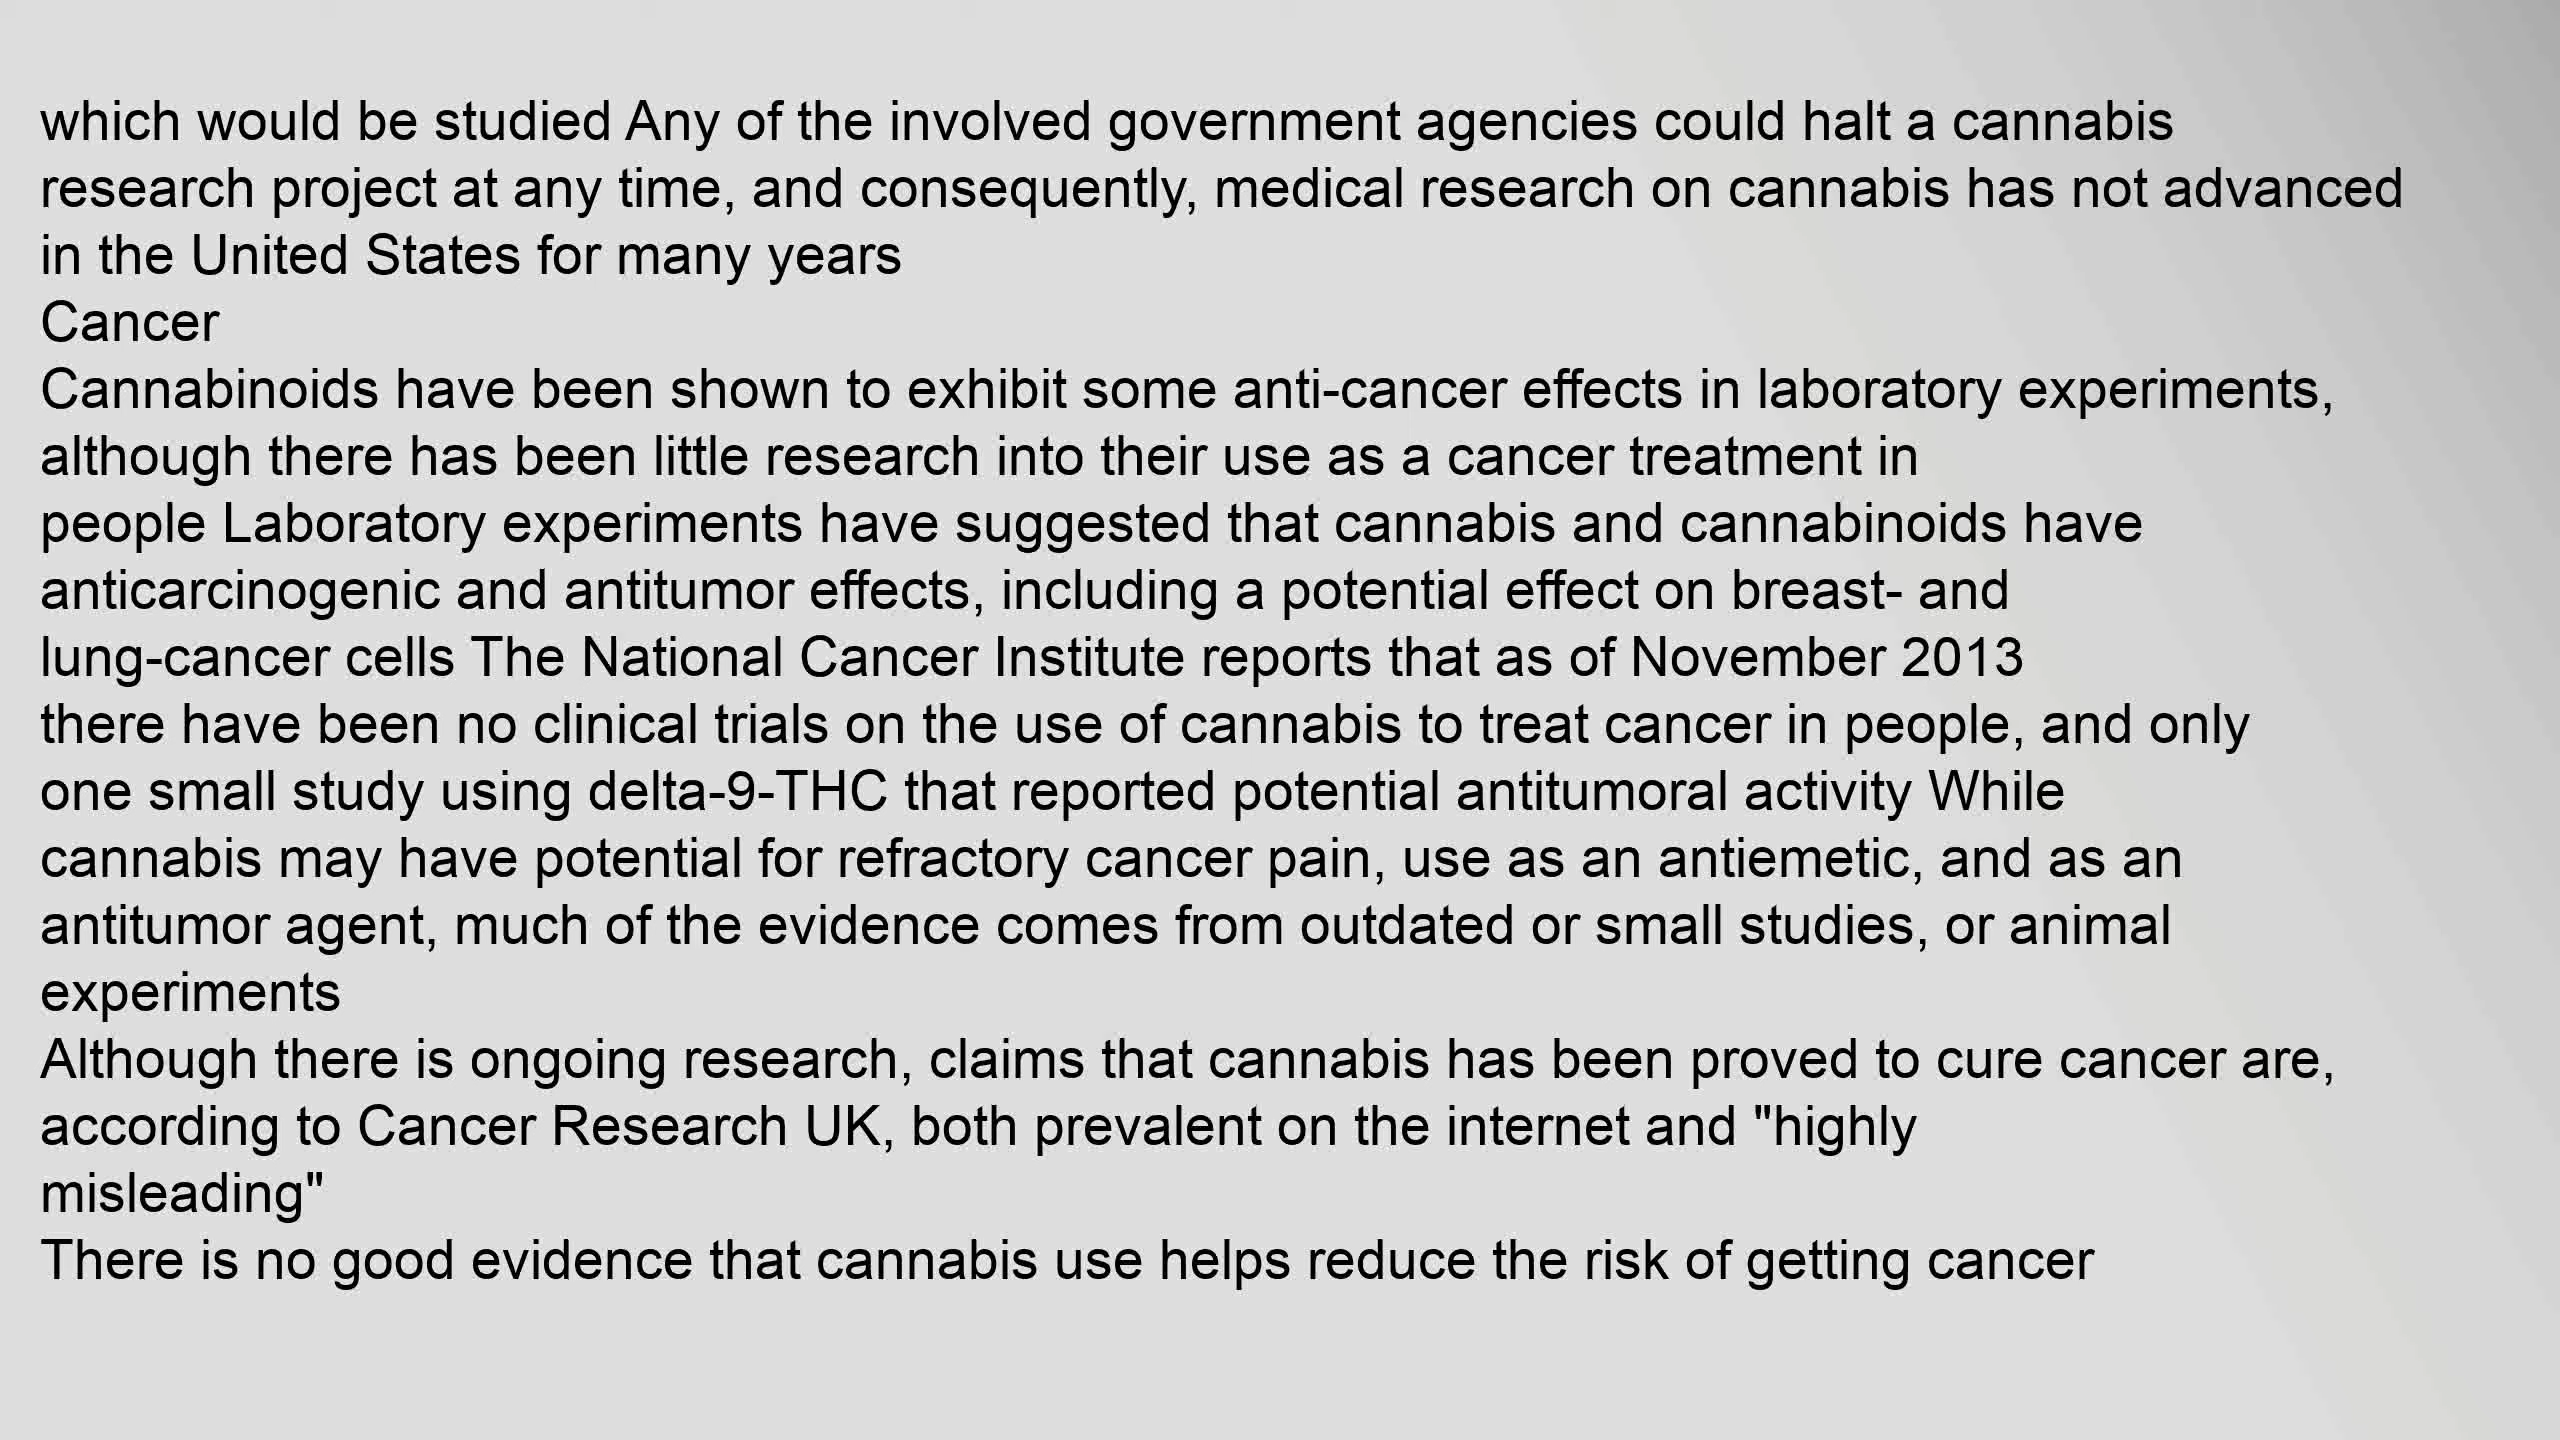 which would be studied Any of the involved government agencies could halt a cannabis
research project at any time, and consequently, medical research on cannabis has not advanced
in the United States for many years
Cancer
Cannabinoids have been shown to exhibit some anti-cancer effects in laboratory experiments,
although there has been little research into their use as a cancer treatment in
people Laboratory experiments have suggested that cannabis and cannabinoids have
anticarcinogenic and antitumor effects, including a potential effect on breast- and
lung-cancer cells The National Cancer Institute reports that as of November 2013
there have been no clinical trials on the use of cannabis to treat cancer in people, and only
one small study using delta-9-THC that reported potential antitumoral activity While
cannabis may have potential for refractory cancer pain, use as an antiemetic, and as an
antitumor agent, much of the evidence comes from outdated or small studies, or animal
experiments
Although there is ongoing research, claims that cannabis has been proved to cure cancer are,
according to Cancer Research UK, both prevalent on the internet and "highly
misleading"
There is no good evidence that cannabis use helps reduce the risk of getting cancer